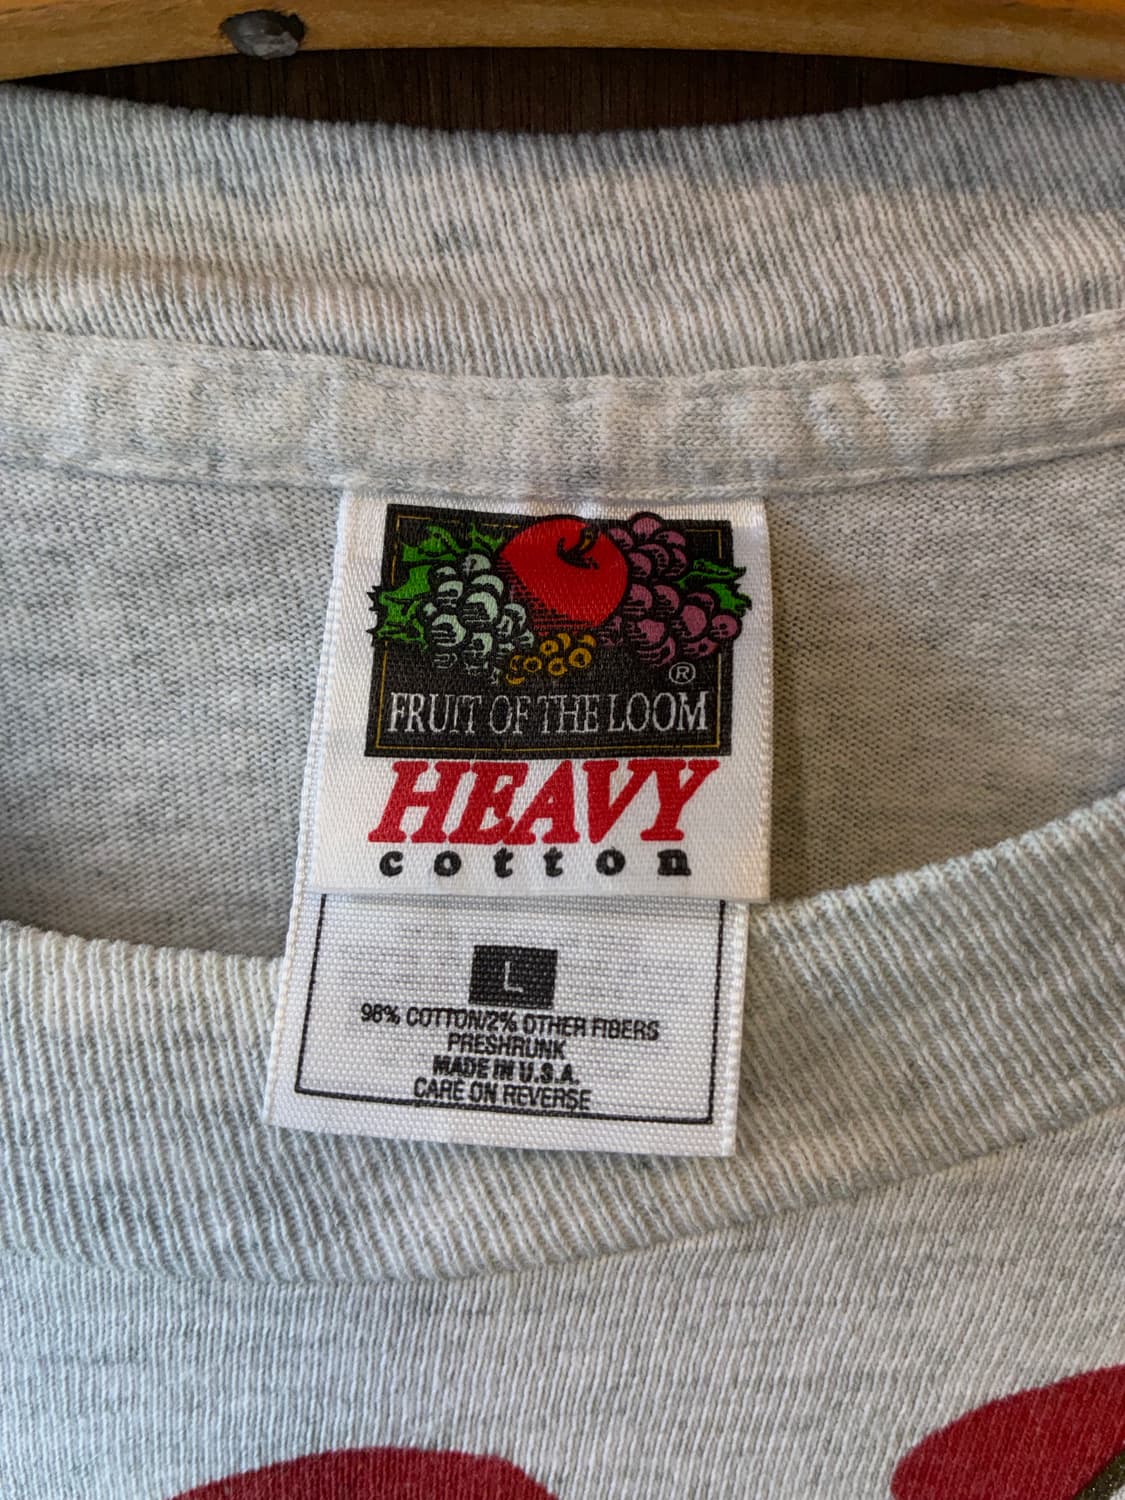 ®
FRUIT OF THE LOOM
HEAVY
cotton
L
98% COTTON/2% OTHER FIBERS
PRESHRUNK
MADE IN U.S.A.
CARE ON REVERSE